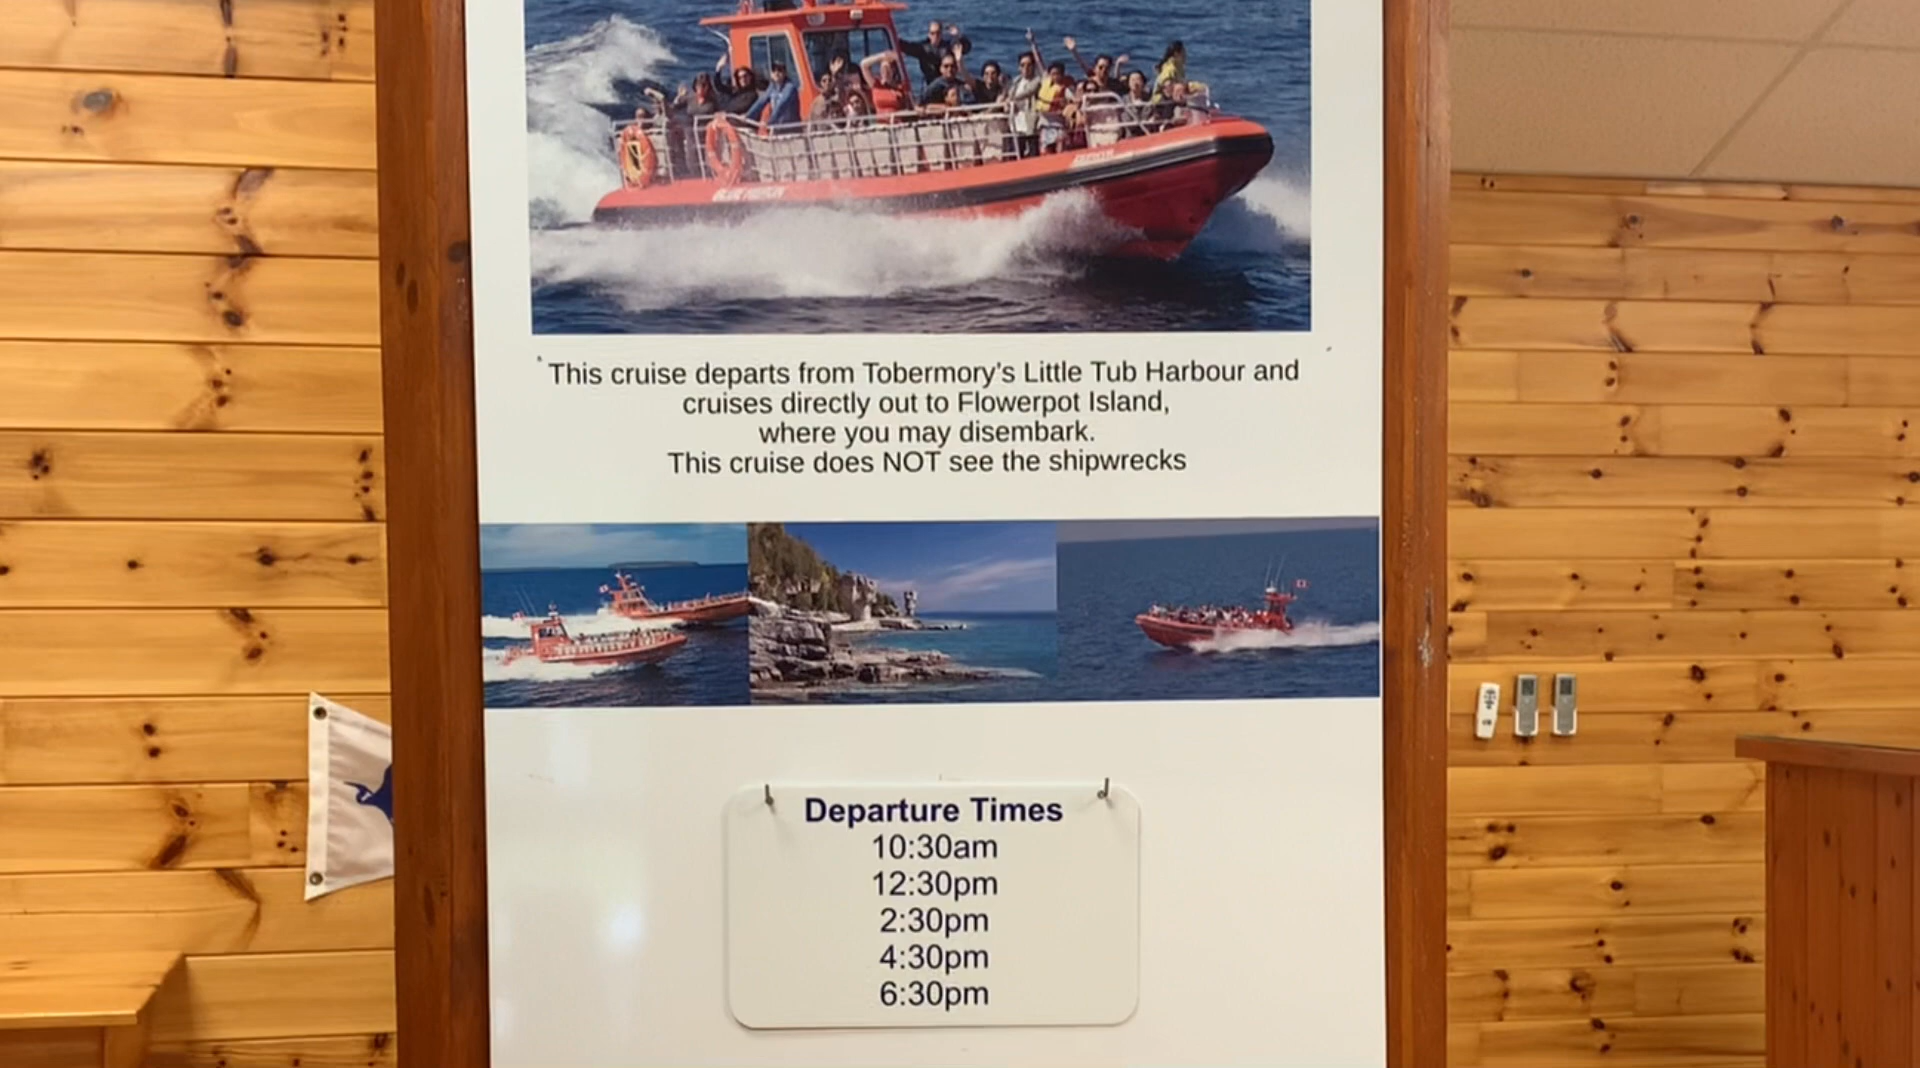 This cruise departs from Tobermory's Little Tub Harbour and
cruises directly out to Flowerpot Island,
where you may disembark.
This cruise does NOT see the shipwrecks
Departure Times
10:30am
12:30pm
2:30pm
4:30pm
6:30pm